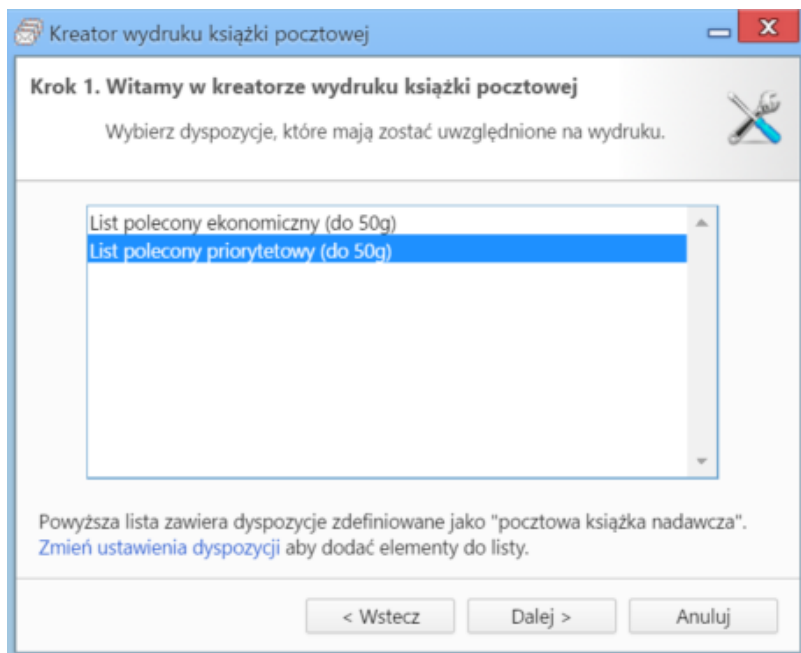 Kreator wydruku książki pocztowej
Krok 1. Witamy w kreatorze wydruku książki pocztowej
Wybierz dyspozycje, które mają zostać uwzględnione na wydruku.
List polecony ekonomiczny (do 50g)
List polecony priorytetowy (do 50g)
Powyższa lista zawiera dyspozycje zdefiniowane jako "pocztowa książka nadawcza".
Zmień ustawienia dyspozycji aby dodać elementy do listy.
< Wstecz Dalej > Anuluj